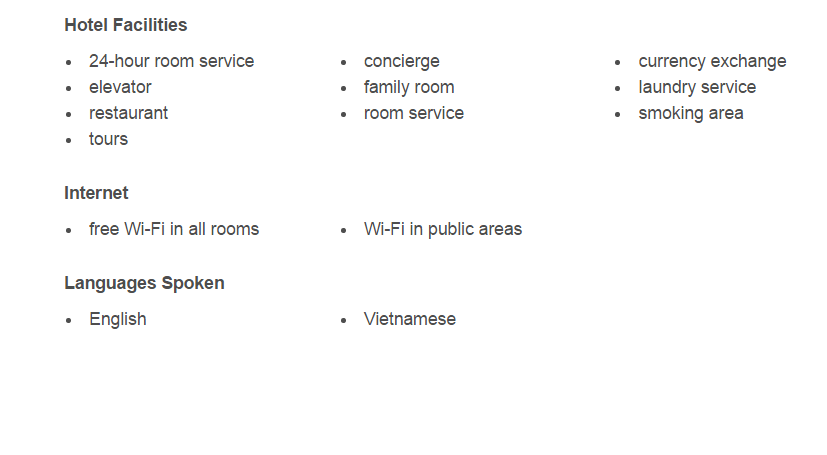 Hotel Facilities
24-hour room service concierge currency exchange
elevator family room laundry service
restaurant room service smoking area
tours
Internet
free Wi-Fi in all rooms Wi-Fi in public areas
Languages Spoken
English Vietnamese